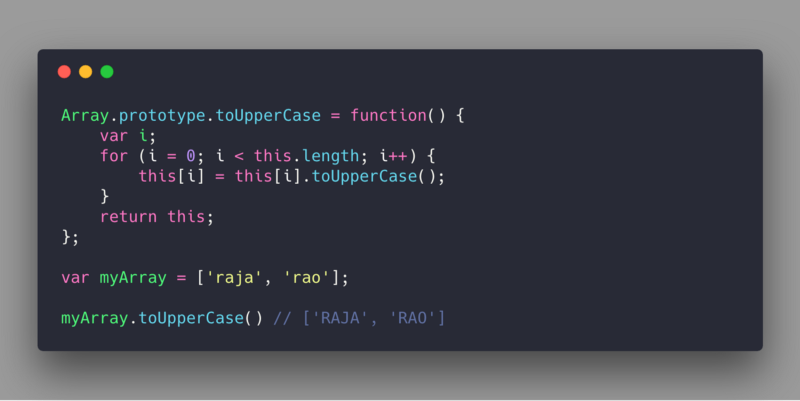 Array.prototype.toUpperCase = function() {
    var i;
    for (i = 0; i < this.length; i++) {
        this[i] = this[i].toUpperCase();
    }
    return this;
};

var myArray = ['raja', 'rao'];

myArray.toUpperCase() // ['RAJA', 'RAO']